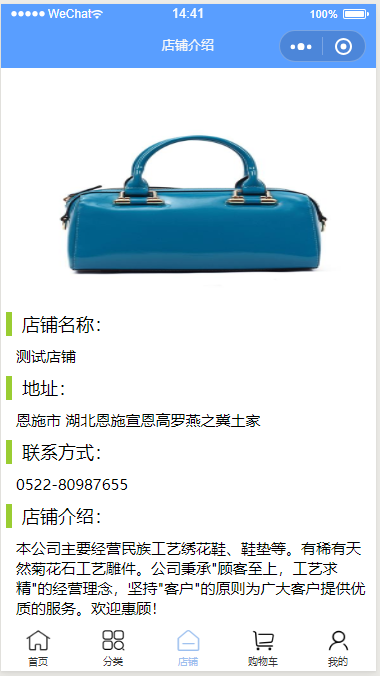 WeChat 14:41 100%
店铺介绍
店铺名称：
测试店铺
地址：
恩施市 湖北恩施宣恩高罗燕之冀土家
联系方式：
0522-80987655
店铺介绍：
本公司主要经营民族工艺绣花鞋、鞋垫等。有稀有天
然菊花石工艺雕件。公司秉承"顾客至上，工艺求
精"的经营理念，坚持"客户"的原则为广大客户提供优
质的服务。欢迎惠顾！
首页 分类 店铺 购物车 我的